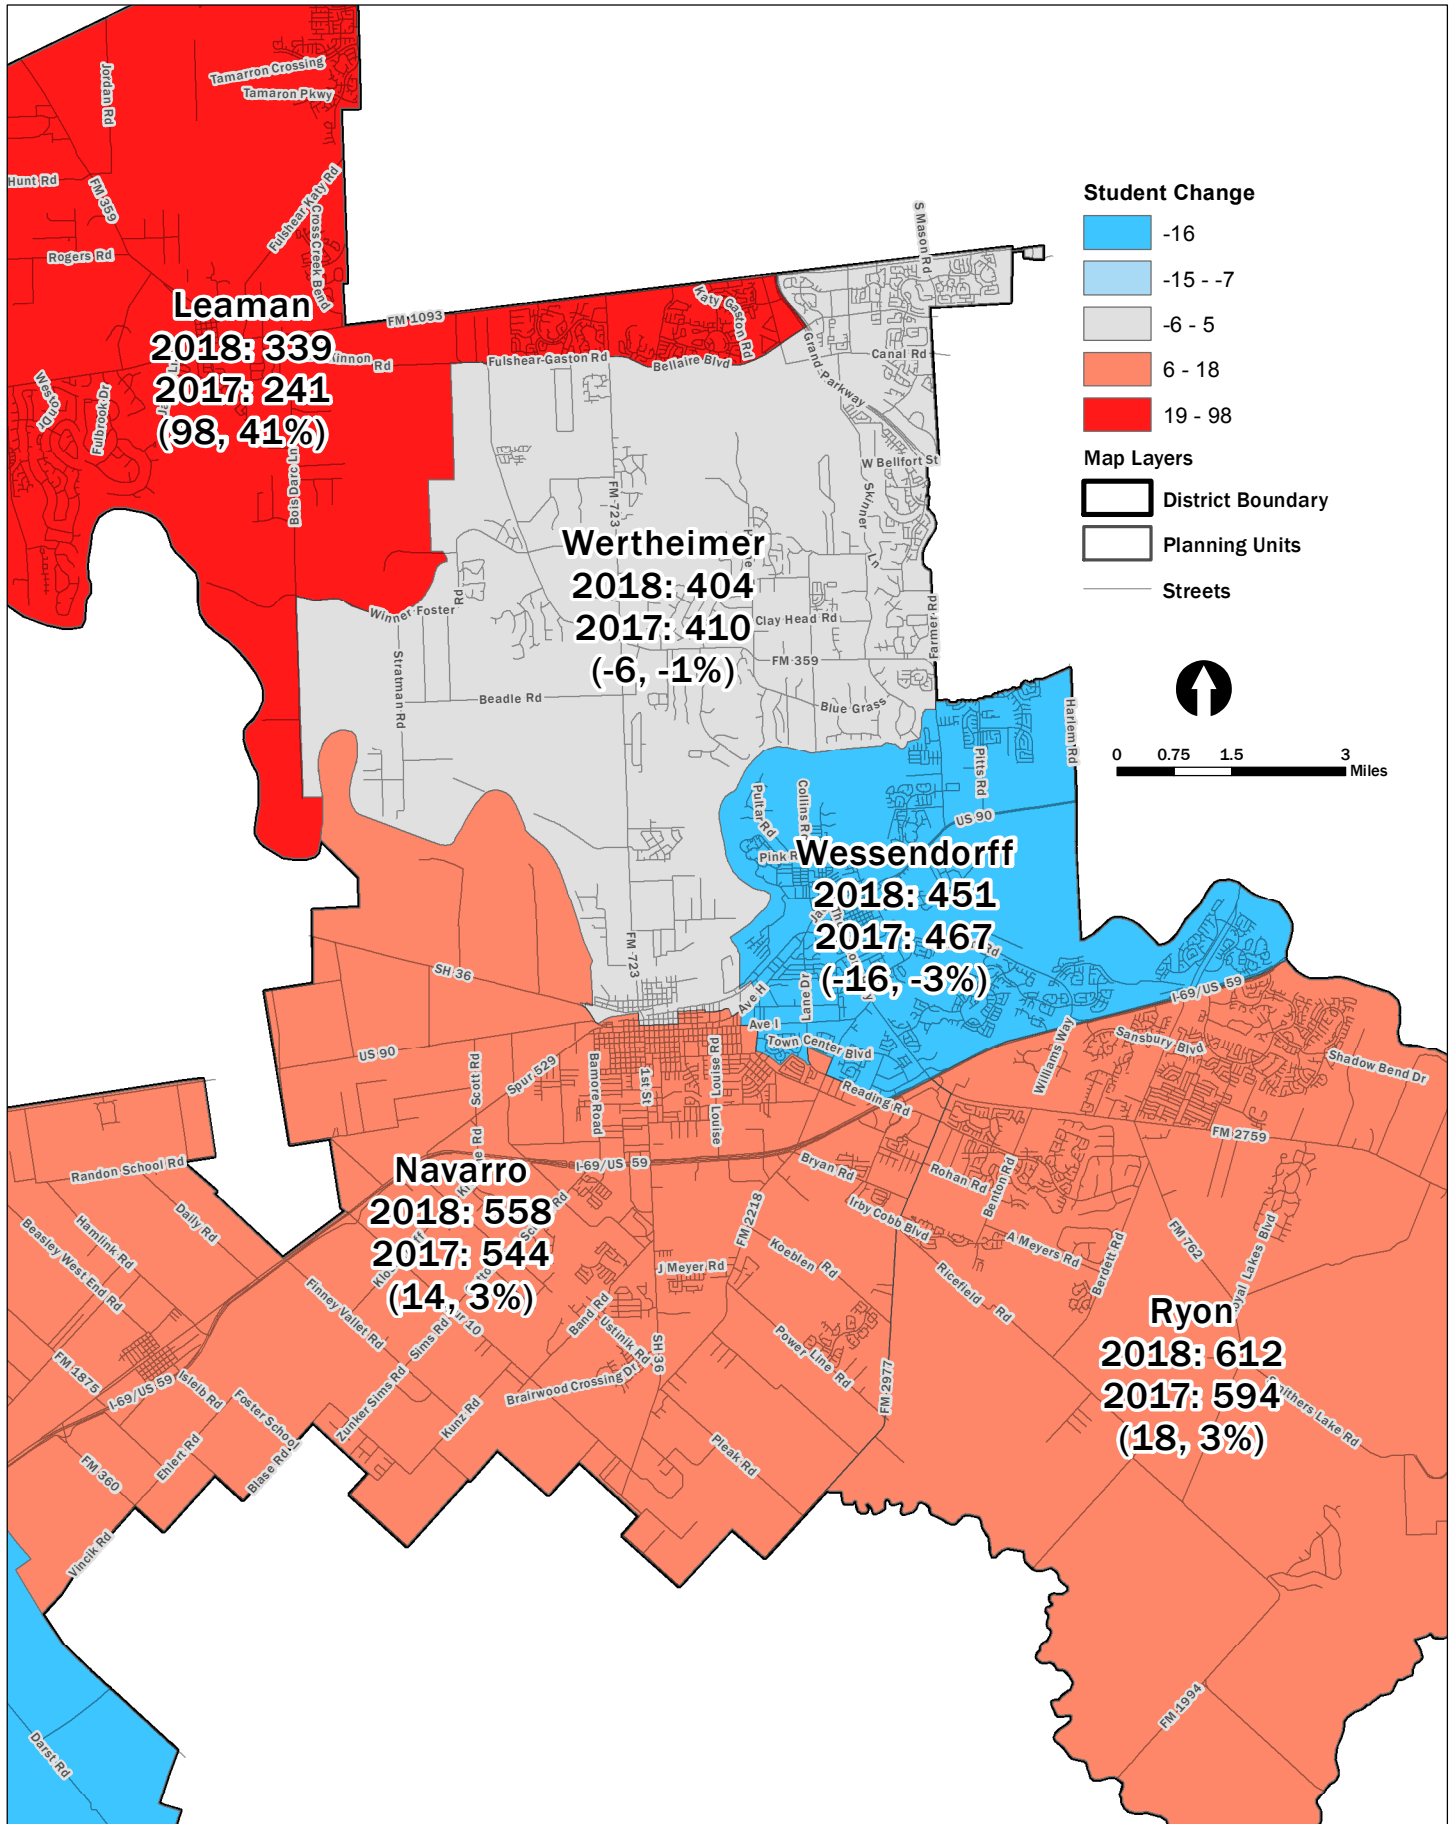 Tamarron Crossing
Tamaron Pkwy
Jordan Rd
Hunt Rd
FM 359
Fulshear Katy Rd
CrossCreek Bend
Rogers Rd
Leaman
2018: 339
2017: 241
(98, 41%)
FM 1093
Rd
Fulbrook Dr
Bois Darc Ln
Fulshear-Gaston Rd
Bellaire Blvd
Katy Gaston Rd
S Mason Rd
Grand Parkway
Canal Rd
W Bellfort St
Skinner Ln
FM 723
Wertheimer
2018: 404
2017: 410
(-6, -1%)
Winner Foster Rd
Clay Head Rd
FM 359
Farmer Rd
Stratman Rd
Beadle Rd
Blue Grass
Student Change
-16
-15 - -7
-6 - 5
6 - 18
19 - 98
Map Layers
District Boundary
Planning Units
Streets
0 0.75 1.5 3
Miles
Harlem Rd
Pitts Rd
US 90
Pultar Rd
Collins R
Pink R
Wessendorff
2018: 451
2017: 467
(-16, -3%)
Rd
FM 723
SH 36
Ave H
Lane Dr
Ave I
Town Center Blvd
I-69/US 59
Williams Way
Sansbury Blvd
Shadow Bend Dr
US 90
Scott Rd
Spur 529
Bamore Road
1st St
Louise Rd
Louise
Reading Rd
FM 2759
Randon School Rd
I-69/US 59
Bryan Rd
Rohan Rd
Benton Rd
Navarro
2018: 558
2017: 544
(14, 3%)
Hamlink Rd
Daily Rd
Beasley West End Rd
FM 2218
Irby Cobb Blvd
A Meyers Rd
Berdett Rd
FM 762
J Meyer Rd
Koeblen Rd
Ricefield Rd
Finney Vallet Rd
Sims Rd
Band Rd
Ustinik Rd
SH 36
Power Line Rd
FM 2977
Ryon
2018: 612
2017: 594
(18, 3%)
FM 1875
I-69/US 59
Isleib Rd
Foster School
Zunker Sims Rd
Kunz Rd
Brairwood Crossing Dr
FM 360
Ehlert Rd
Blase Rd
Pleak Rd
Vincik Rd
FM 1994
Darst Rd